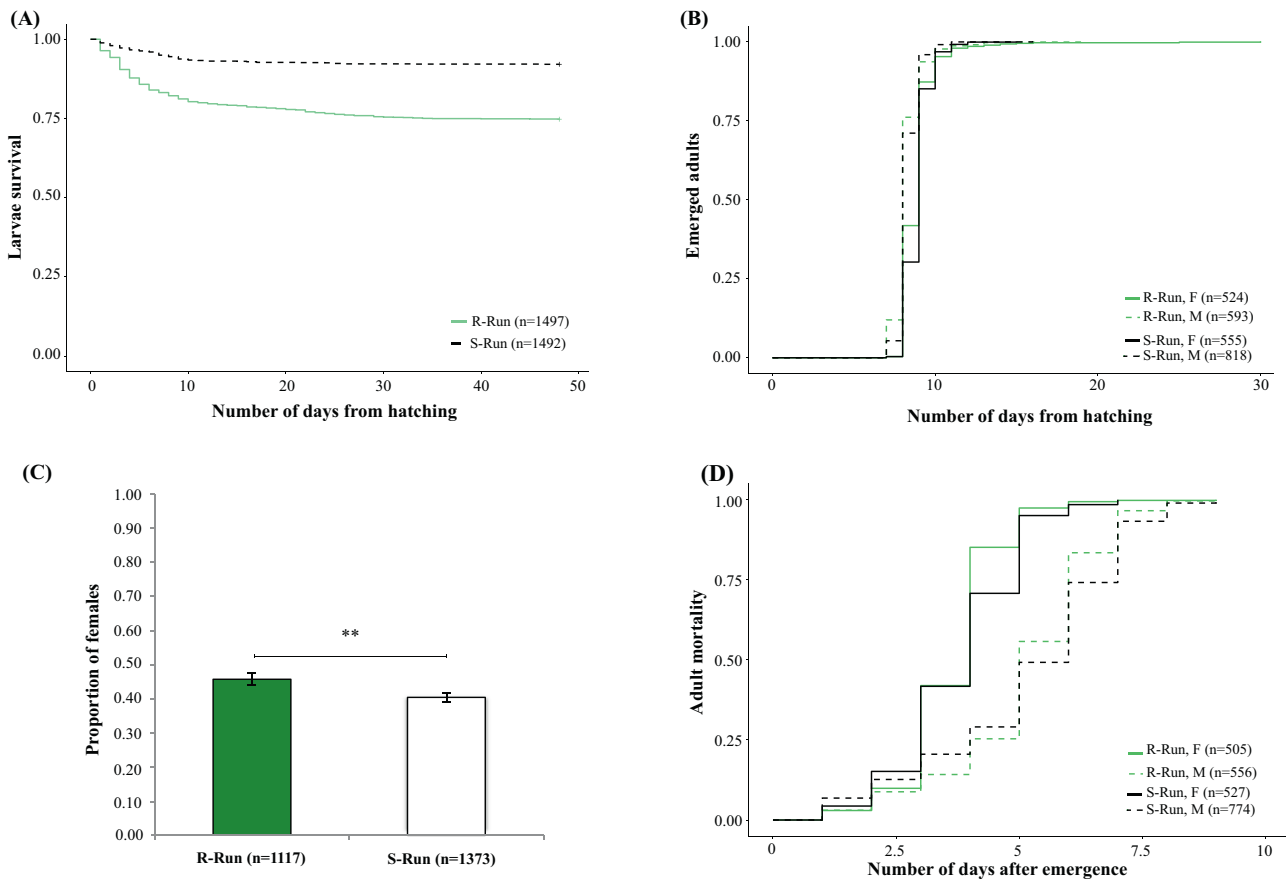 (A)
1.00
0.75
0.50
0.25
0.00
Larvae survival
R-Run (n=1497)
S-Run (n=1492)
0
10
20
30
40
50
Number of days from hatching
(B)
1.00
0.75
0.50
0.25
0.00
Emerged adults
R-Run, F (n=524)
R-Run, M (n=593)
S-Run, F (n=555)
S-Run, M (n=818)
0
10
20
30
Number of days from hatching
(C)
1.00
0.90
0.80
0.70
0.60
0.50
0.40
0.30
0.20
0.10
0.00
Proportion of females
**
R-Run (n=1117)
S-Run (n=1373)
(D)
1.00
0.75
0.50
0.25
0.00
Adult mortality
R-Run, F (n=505)
R-Run, M (n=556)
S-Run, F (n=527)
S-Run, M (n=774)
0
2.5
5
7.5
10
Number of days after emergence